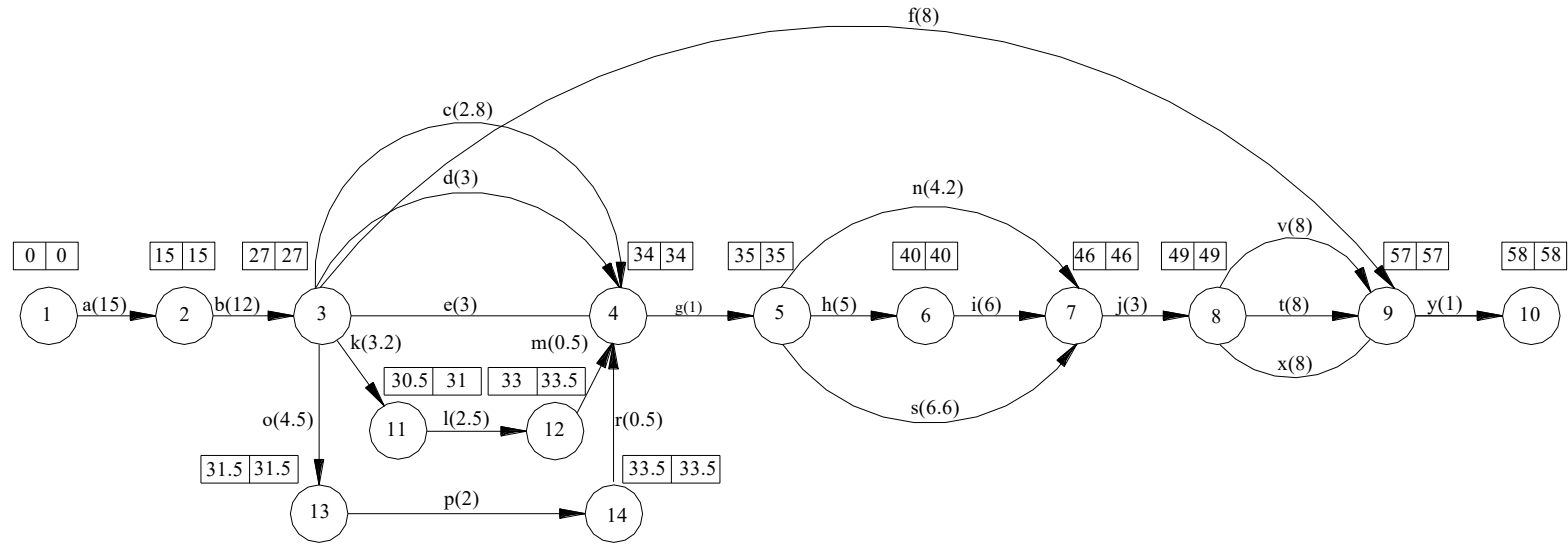 f(8)
c(2.8)
d(3)
n(4.2)
v(8)
0 0
15 15
27 27
34 34
35 35
40 40
46 46
49 49
57 57
58 58
1
a(15)
2
b(12)
3
e(3)
4
g(1)
5
h(5)
6
i(6)
7
j(3)
8
t(8)
9
y(1)
10
k(3.2)
m(0.5)
x(8)
30.5 31
33 33.5
o(4.5)
11
l(2.5)
12
r(0.5)
s(6.6)
31.5 31.5
33.5 33.5
13
p(2)
14